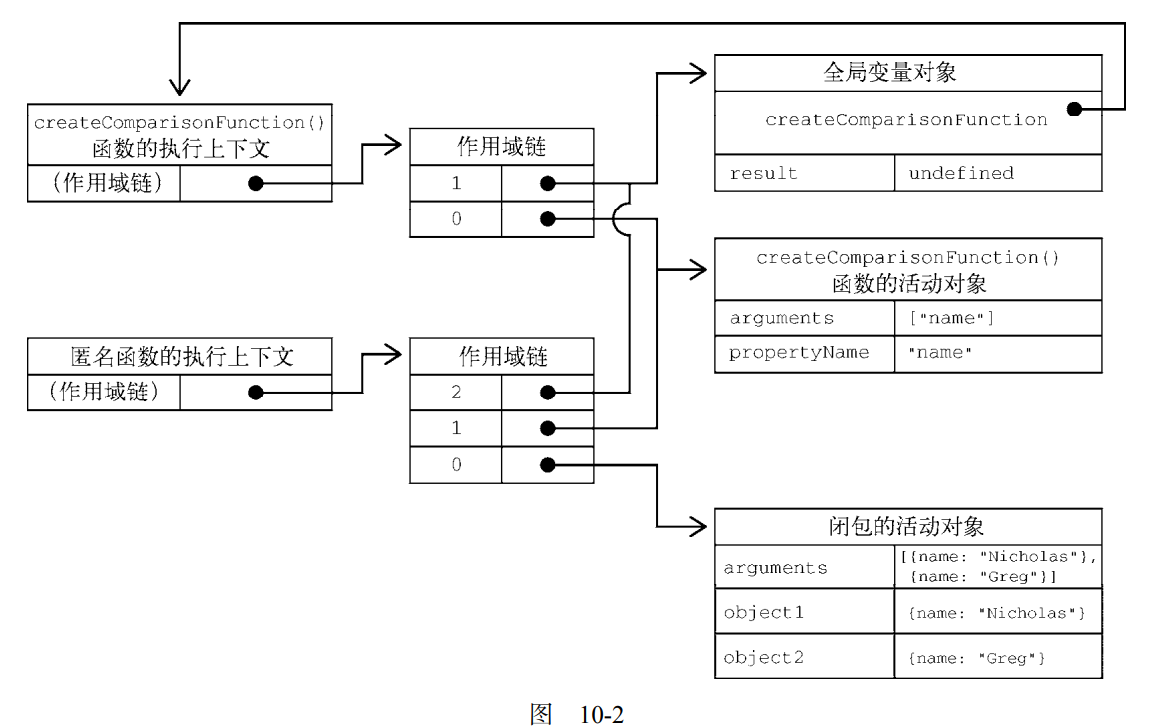 createComparisonFunction()
函数的执行上下文
(作用域链)
作用域链
1
0
全局变量对象
createComparisonFunction
result undefined
createComparisonFunction()
函数的活动对象
arguments ["name"]
propertyName "name"
匿名函数的执行上下文
(作用域链)
作用域链
2
1
0
闭包的活动对象
arguments [{name: "Nicholas"},
{name: "Greg"}]
object1 {name: "Nicholas"}
object2 {name: "Greg"}
图 10-2